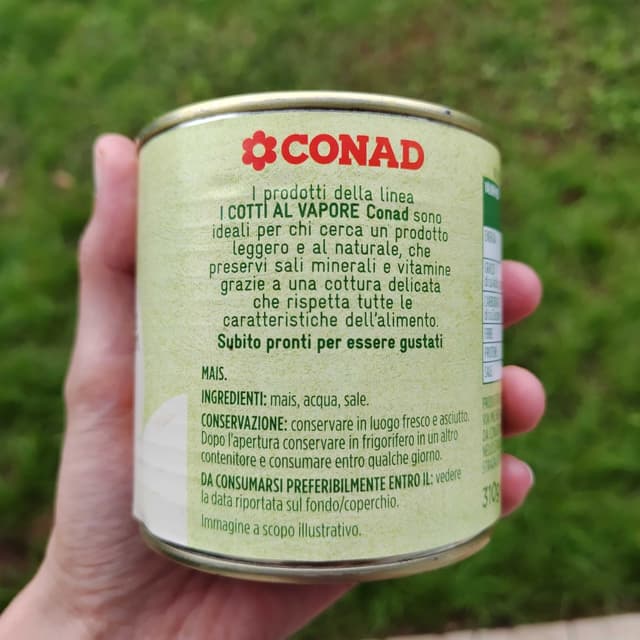 CONAD
I prodotti della linea
I COTTI AL VAPORE Conad sono
ideali per chi cerca un prodotto
leggero e al naturale, che
preservi sali minerali e vitamine
grazie a una cottura delicata
che rispetta tutte le
caratteristiche dell'alimento.
Subito pronti per essere gustati
MAIS.
INGREDIENTI: mais, acqua, sale.
CONSERVAZIONE: conservare in luogo fresco e asciutto.
Dopo l'apertura conservare in frigorifero in un altro
contenitore e consumare entro qualche giorno.
DA CONSUMARSI PREFERIBILMENTE ENTRO IL: vedere
la data riportata sul fondo/coperchio.
Immagine a scopo illustrativo.
310g